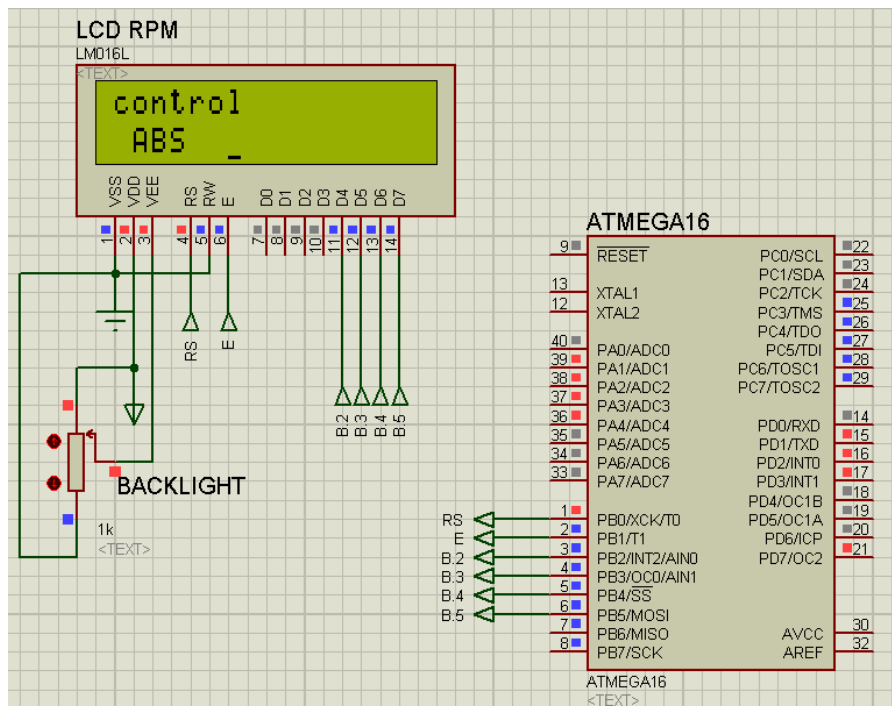 LCD RPM
LM016L
<TEXT>
control
ABS _
VSS VDD VEE RS RW E D0 D1 D2 D3 D4 D5 D6 D7
1 2 3 4 5 6 7 8 9 10 11 12 13 14
RS E B.2 B.3 B.4 B.5
BACKLIGHT
1k
<TEXT>
ATMEGA16
9 RESET PC0/SCL 22
PC1/SDA 23
13 XTAL1 PC2/TCK 24
12 XTAL2 PC3/TMS 25
PC4/TDO 26
40 PA0/ADC0 PC5/TDI 27
39 PA1/ADC1 PC6/TOSC1 28
38 PA2/ADC2 PC7/TOSC2 29
37 PA3/ADC3
36 PA4/ADC4 PD0/RXD 14
35 PA5/ADC5 PD1/TXD 15
34 PA6/ADC6 PD2/INT0 16
33 PA7/ADC7 PD3/INT1 17
PD4/OC1B 18
RS 1 PB0/XCK/T0 PD5/OC1A 19
E 2 PB1/T1 PD6/ICP 20
B.2 3 PB2/INT2/AIN0 PD7/OC2 21
B.3 4 PB3/OC0/AIN1
B.4 5 PB4/SS
B.5 6 PB5/MOSI
7 PB6/MISO AVCC 30
8 PB7/SCK AREF 32
ATMEGA16
<TEXT>